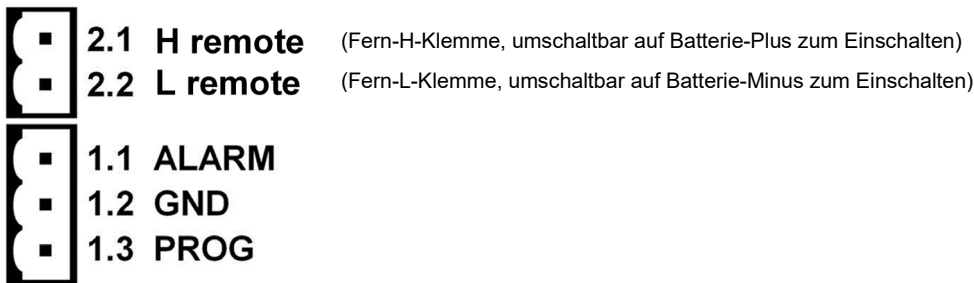 2.1 H remote (Fern-H-Klemme, umschaltbar auf Batterie-Plus zum Einschalten)
2.2 L remote (Fern-L-Klemme, umschaltbar auf Batterie-Minus zum Einschalten)
1.1 ALARM
1.2 GND
1.3 PROG